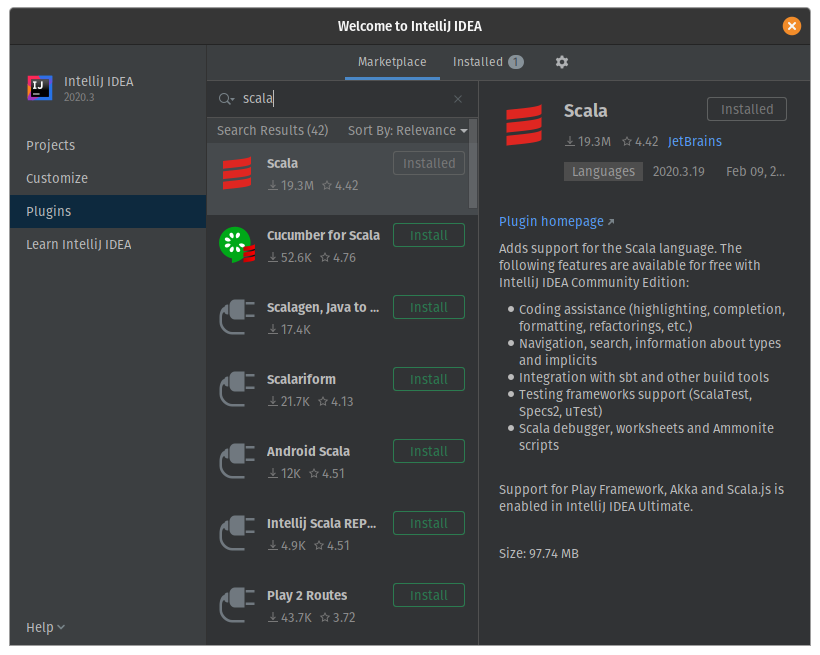 Welcome to IntelliJ IDEA
IJ
IntelliJ IDEA
2020.3
Projects
Customize
Plugins
Learn IntelliJ IDEA
Help
Marketplace
Installed 1
scala
Search Results (42) Sort By: Relevance
Scala
Installed
19.3M 4.42
Cucumber for Scala
Install
52.6K 4.76
Scalagen, Java to ...
Install
17.4K
Scalariform
Install
21.7K 4.13
Android Scala
Install
12K 4.51
Intellij Scala REP...
Install
4.9K 4.51
Play 2 Routes
Install
43.7K 3.72
Scala
Installed
19.3M 4.42 JetBrains
Languages 2020.3.19 Feb 09, 2...
Plugin homepage ↗
Adds support for the Scala language. The
following features are available for free with
IntelliJ IDEA Community Edition:
• Coding assistance (highlighting, completion,
formatting, refactorings, etc.)
• Navigation, search, information about types
and implicits
• Integration with sbt and other build tools
• Testing frameworks support (ScalaTest,
Specs2, uTest)
• Scala debugger, worksheets and Ammonite
scripts
Support for Play Framework, Akka and Scala.js is
enabled in IntelliJ IDEA Ultimate.
Size: 97.74 MB